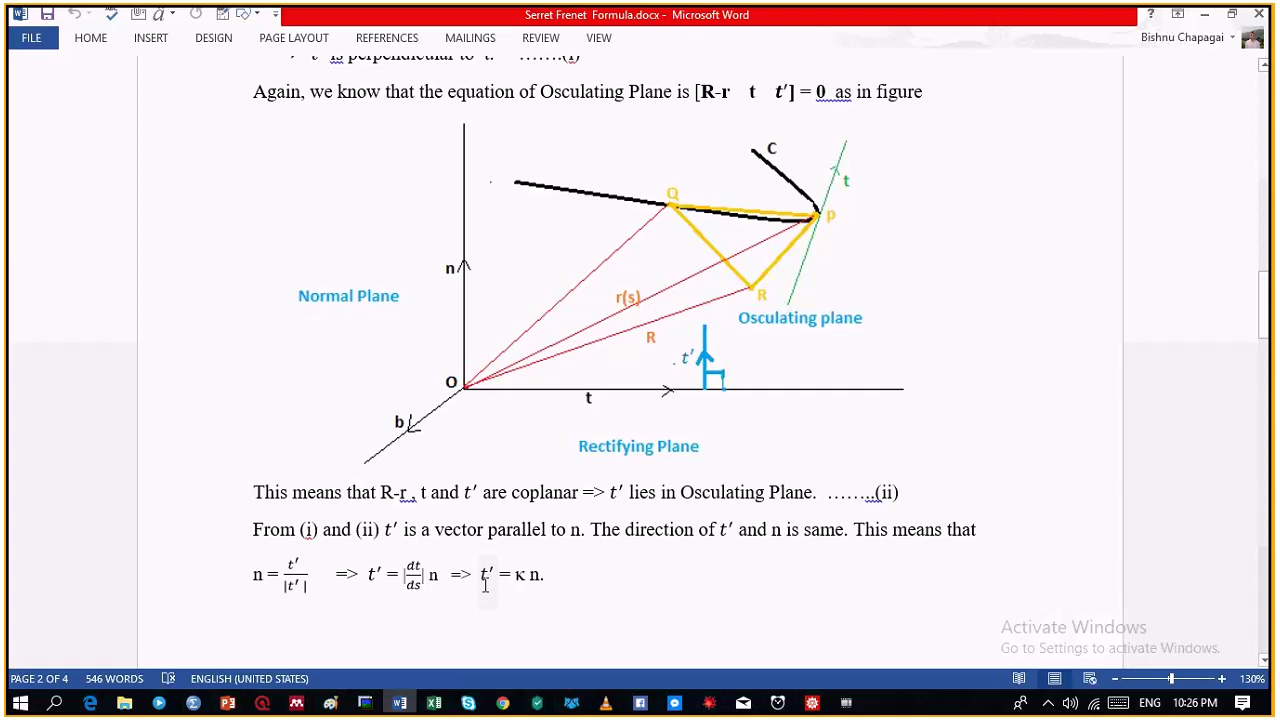 Serret Frenet Formula.docx - Microsoft Word
FILE HOME INSERT DESIGN PAGE LAYOUT REFERENCES MAILINGS REVIEW VIEW Bishnu Chapagai
t′ is perpendicular to t. …….(i)
Again, we know that the equation of Osculating Plane is [R-r t t′] = 0 as in figure
C
t
Q
P
n
Normal Plane
r(s)
R
Osculating plane
R
t′
O
t
b
Rectifying Plane
This means that R-r , t and t′ are coplanar => t′ lies in Osculating Plane. ……..(ii)
From (i) and (ii) t′ is a vector parallel to n. The direction of t′ and n is same. This means that
n = t′/|t′ | => t′ = |dt/ds| n => t′ = κ n.
Activate Windows
Go to Settings to activate Windows.
PAGE 2 OF 4 546 WORDS ENGLISH (UNITED STATES) 130%
ENG 10:26 PM